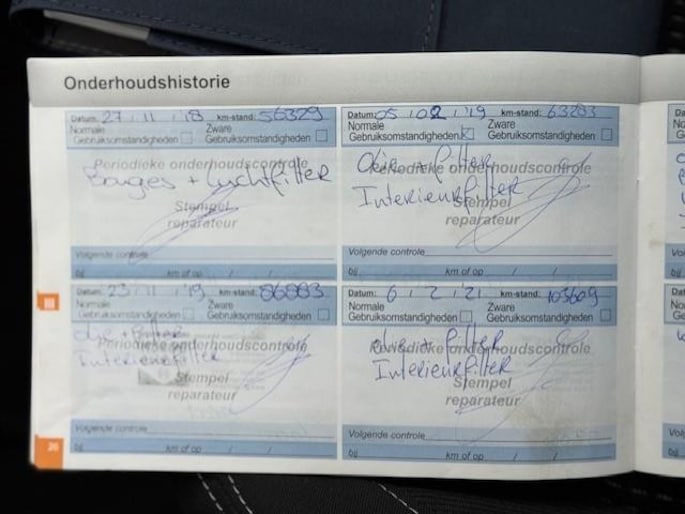 Onderhoudshistorie
Datum: 27 / 11 / 18 km-stand: 56329
Normale Gebruiksomstandigheden
Zware Gebruiksomstandigheden
Periodieke onderhoudscontrole
Bougies + Luchtfilter
Stempel
reparateur
Volgende controle
bij km of op / /
Datum: 05 / 02 / '19 km-stand: 63283
Normale Gebruiksomstandigheden
Zware Gebruiksomstandigheden
Periodieke onderhoudscontrole
Olie + filter
Interieurfilter
Stempel
reparateur
Volgende controle
bij km of op / /
Datum: 23 / 11 / '19 km-stand: 86883
Normale Gebruiksomstandigheden
Zware Gebruiksomstandigheden
olie + filter
Periodieke onderhoudscontrole
Interieurfilter
Stempel
reparateur
Volgende controle
bij km of op / /
Datum: 6 / 2 / 21 km-stand: 103609
Normale Gebruiksomstandigheden
Zware Gebruiksomstandigheden
olie + filter
Periodieke onderhoudscontrole
Interieurfilter
Stempel
reparateur
Volgende controle
bij km of op / /
26